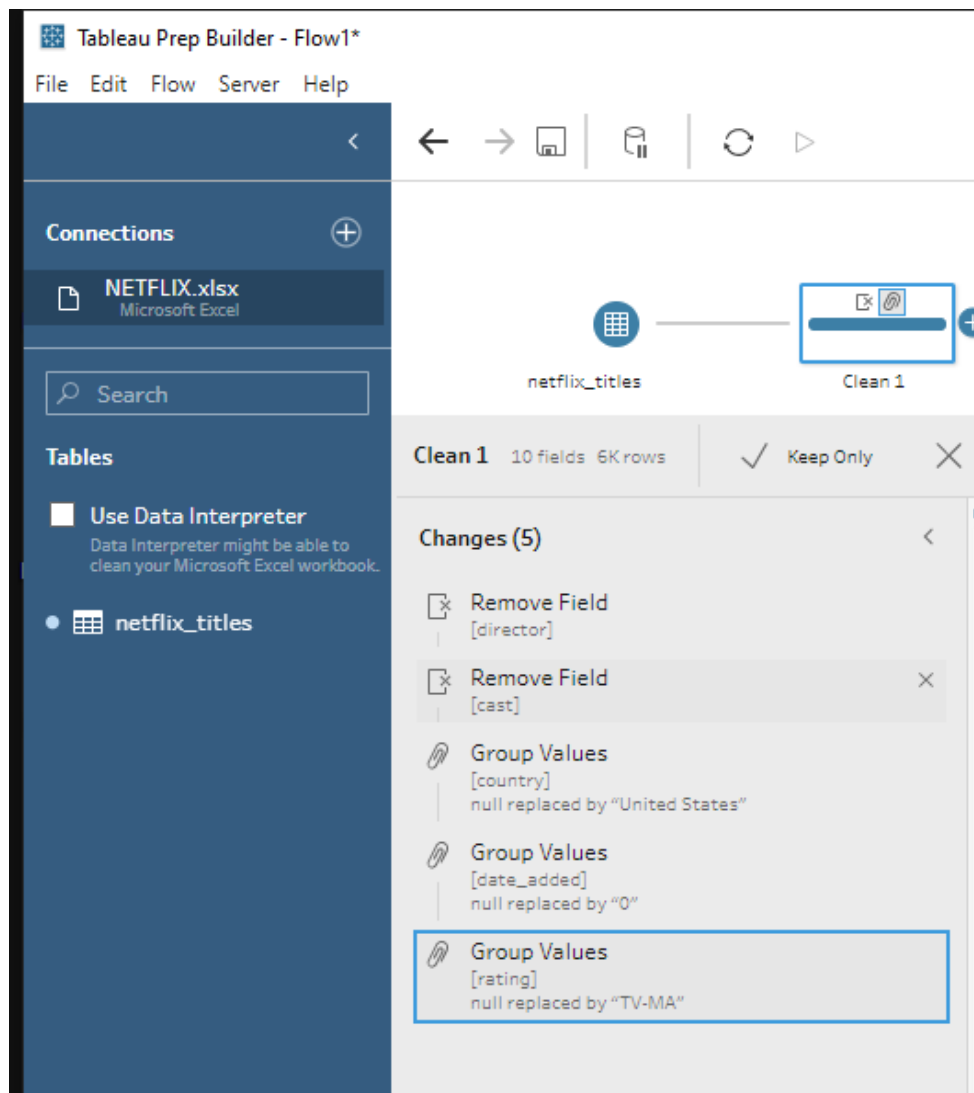 Tableau Prep Builder - Flow1*
File Edit Flow Server Help
Connections
NETFLIX.xlsx
Microsoft Excel
netflix_titles
Clean 1
Search
Tables
Use Data Interpreter
Data Interpreter might be able to
clean your Microsoft Excel workbook.
netflix_titles
Clean 1 10 fields 6K rows
Keep Only
Changes (5)
Remove Field
[director]
Remove Field
[cast]
Group Values
[country]
null replaced by “United States”
Group Values
[date_added]
null replaced by “0”
Group Values
[rating]
null replaced by “TV-MA”